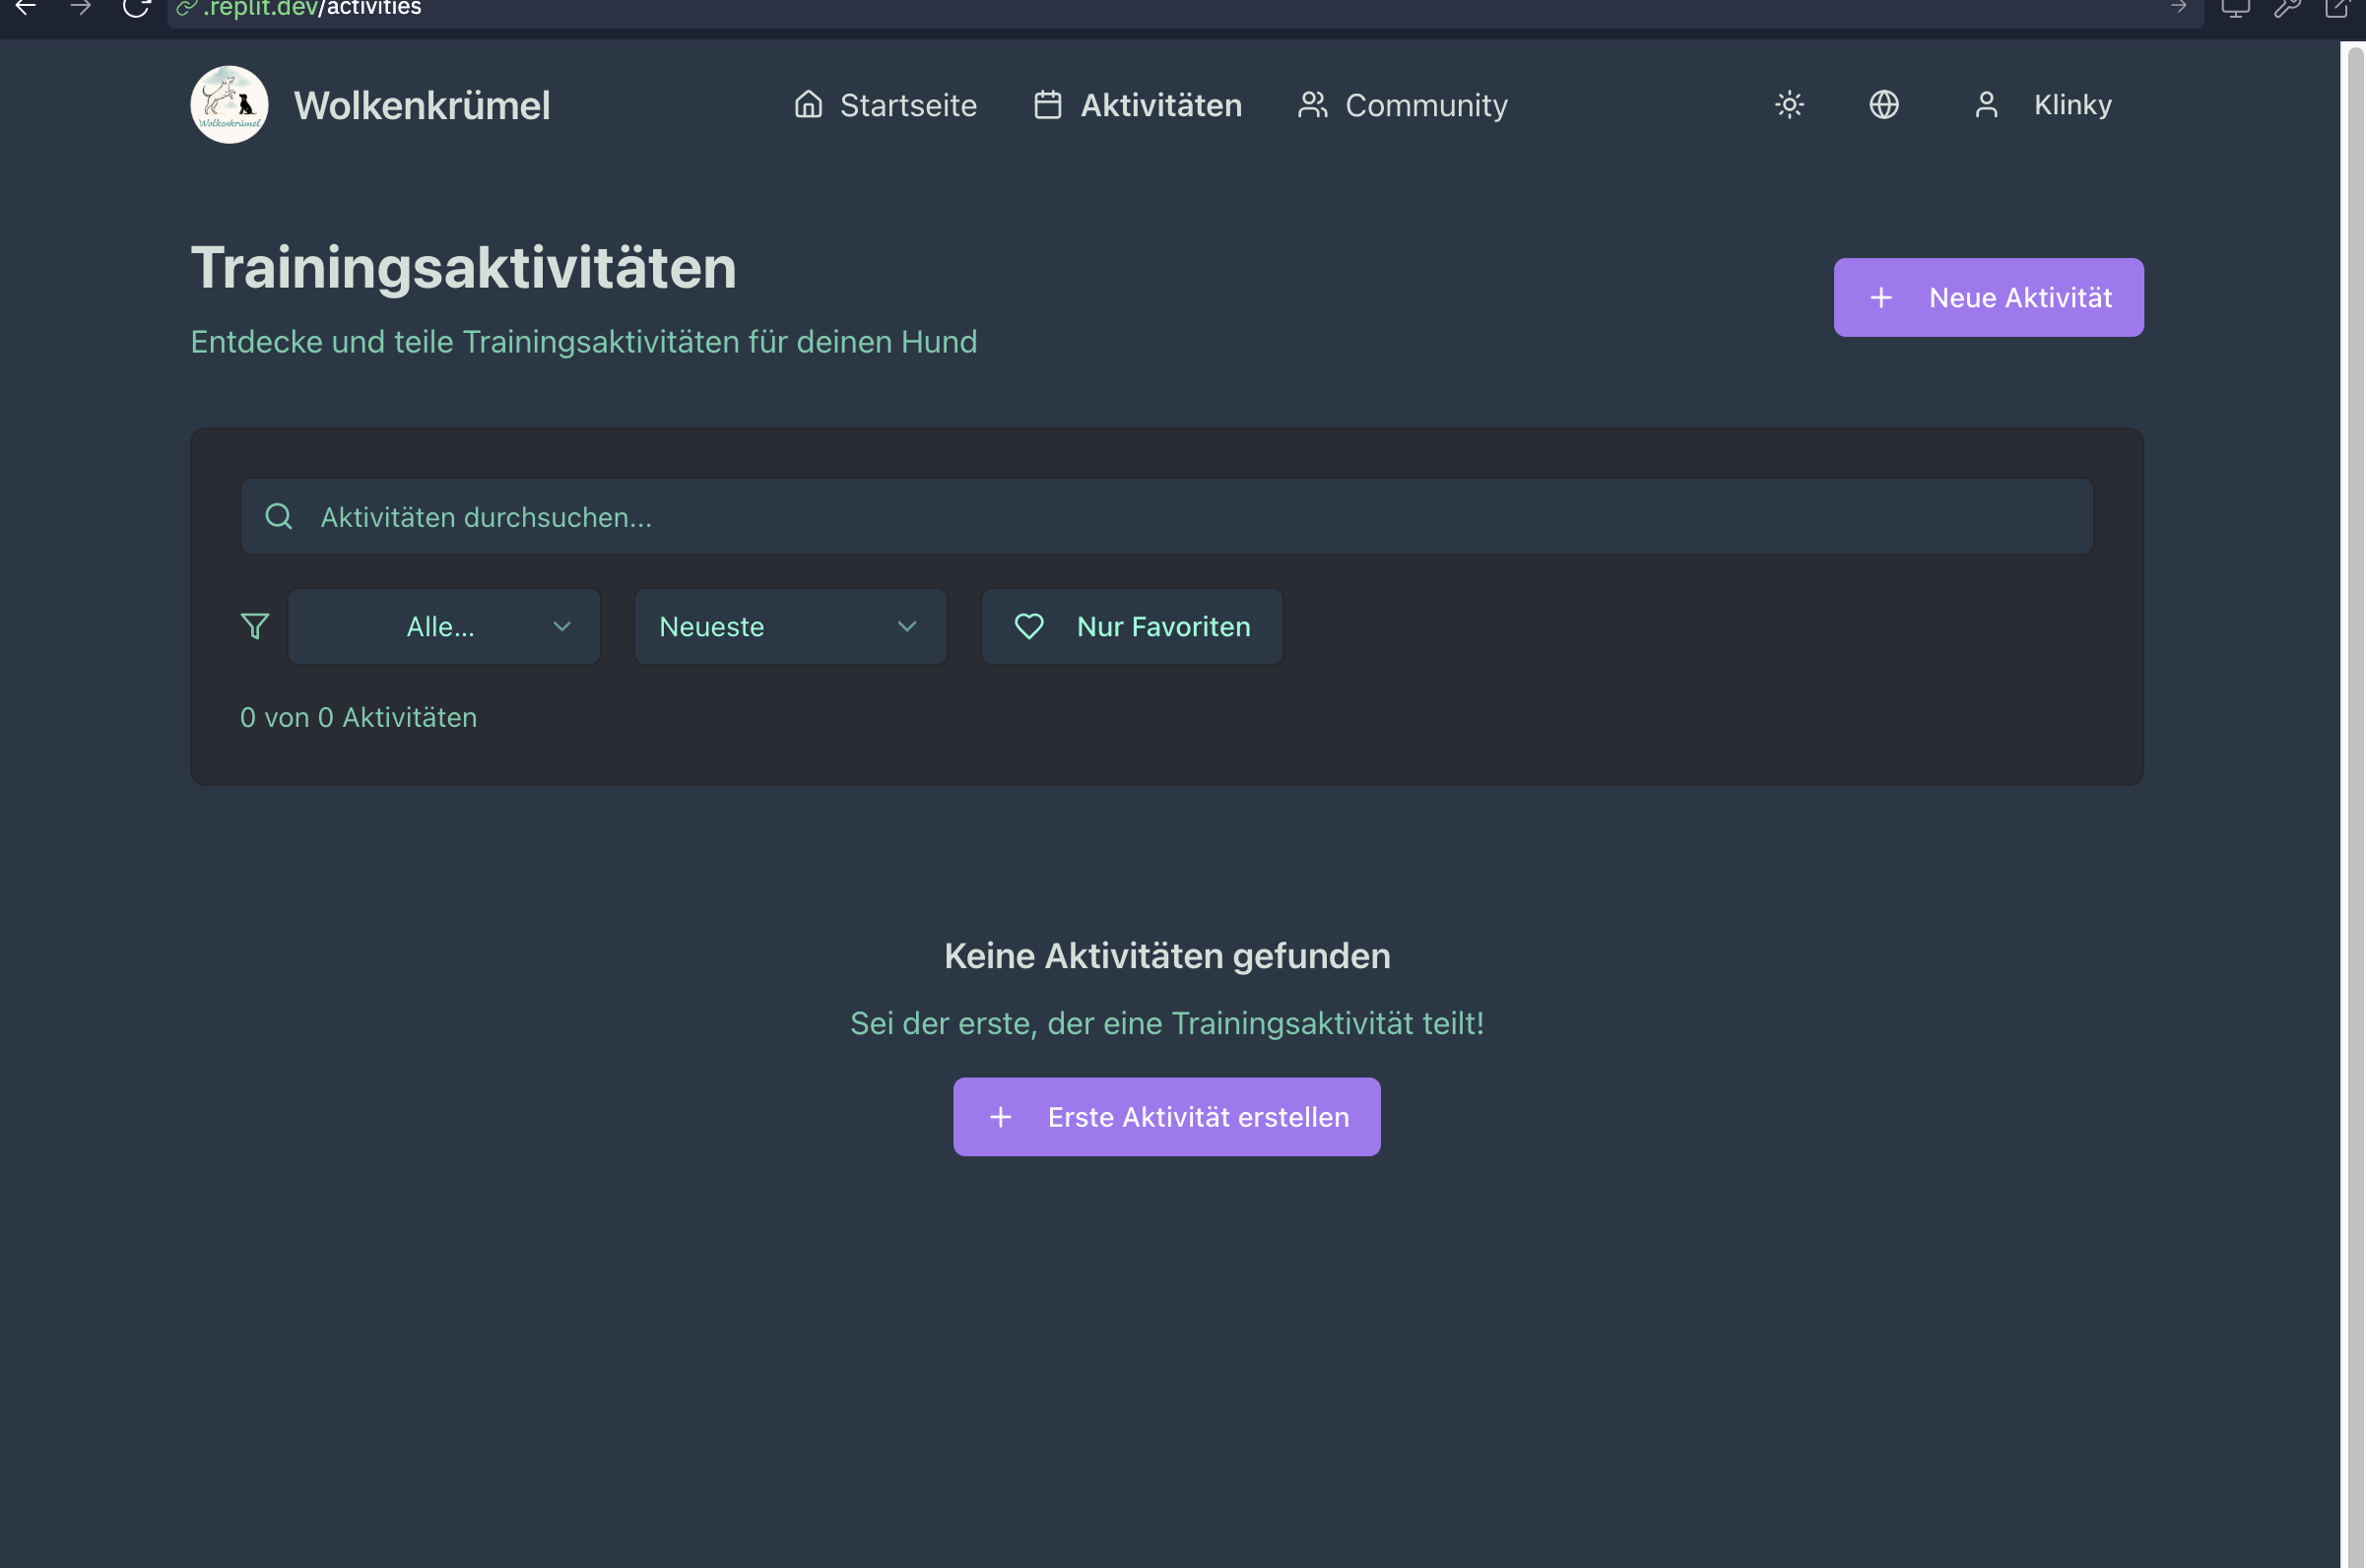 .replit.dev/activities
Wolkenkrümel
Wolkenkrümel
Startseite
Aktivitäten
Community
Klinky
Trainingsaktivitäten
Entdecke und teile Trainingsaktivitäten für deinen Hund
Neue Aktivität
Aktivitäten durchsuchen...
Alle...
Neueste
Nur Favoriten
0 von 0 Aktivitäten
Keine Aktivitäten gefunden
Sei der erste, der eine Trainingsaktivität teilt!
Erste Aktivität erstellen